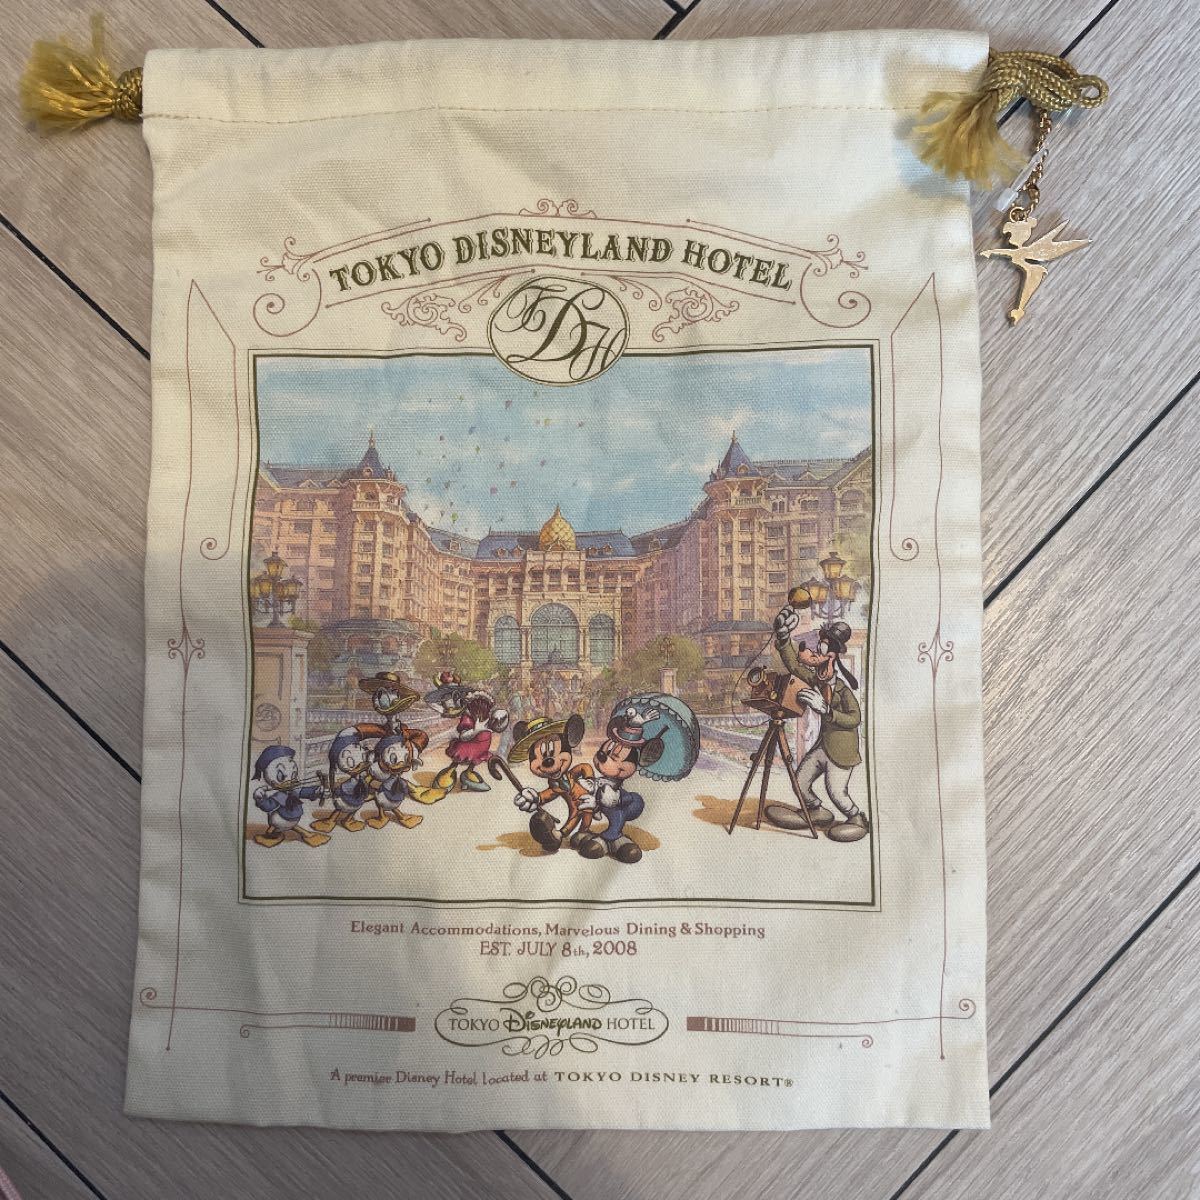 TOKYO DISNEYLAND HOTEL
TDH
Elegant Accommodations, Marvelous Dining & Shopping
EST. JULY 8th, 2008
TOKYO DISNEYLAND HOTEL
A premier Disney Hotel Located at TOKYO DISNEY RESORT®